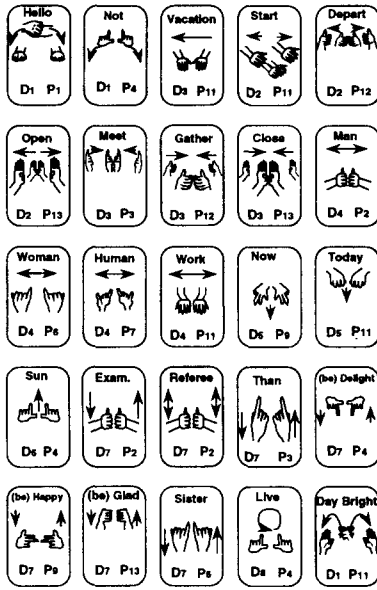 Hello Not Vacation Start Depart
D1 P1 D1 P4 D3 P11 D2 P11 D2 P12
Open Meet Gather Close Man
D2 P13 D3 P3 D3 P12 D3 P13 D4 P2
Woman Human Work Now Today
D4 P6 D4 P7 D4 P11 D5 P9 D5 P11
Sun Exam. Referee Than (be) Delight
D6 P4 D7 P2 D7 P2 D7 P3 D7 P4
(be) Happy (be) Glad Sister Live Day Bright
D7 P9 D7 P13 D7 P5 D8 P4 D1 P11